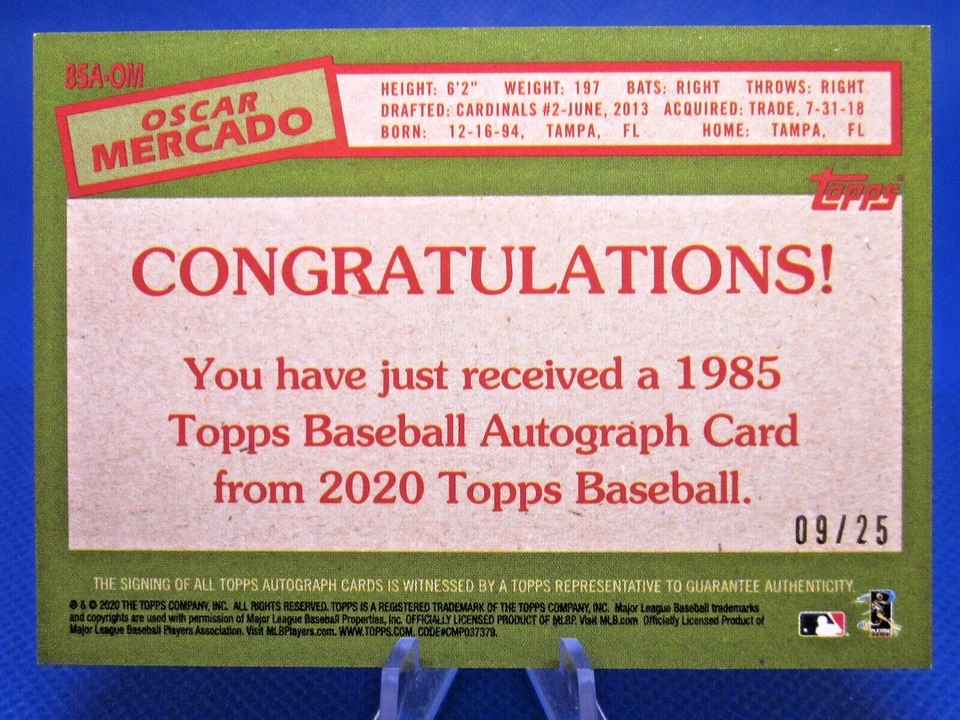 85A-OM
OSCAR
MERCADO
HEIGHT: 6'2" WEIGHT: 197 BATS: RIGHT THROWS: RIGHT
DRAFTED: CARDINALS #2-JUNE, 2013 ACQUIRED: TRADE, 7-31-18
BORN: 12-16-94, TAMPA, FL HOME: TAMPA, FL
topps
CONGRATULATIONS!
You have just received a 1985
Topps Baseball Autograph Card
from 2020 Topps Baseball.
09/25
THE SIGNING OF ALL TOPPS AUTOGRAPH CARDS IS WITNESSED BY A TOPPS REPRESENTATIVE TO GUARANTEE AUTHENTICITY.
® & © 2020 THE TOPPS COMPANY, INC. ALL RIGHTS RESERVED. TOPPS IS A REGISTERED TRADEMARK OF THE TOPPS COMPANY, INC. Major League Baseball trademarks
and copyrights are used with permission of Major League Baseball Properties, Inc. OFFICIALLY LICENSED PRODUCT OF MLBP. Visit MLB.com Officially Licensed Product of
Major League Baseball Players Association. Visit MLBPlayers.com. WWW.TOPPS.COM. CODE#CMP037379.